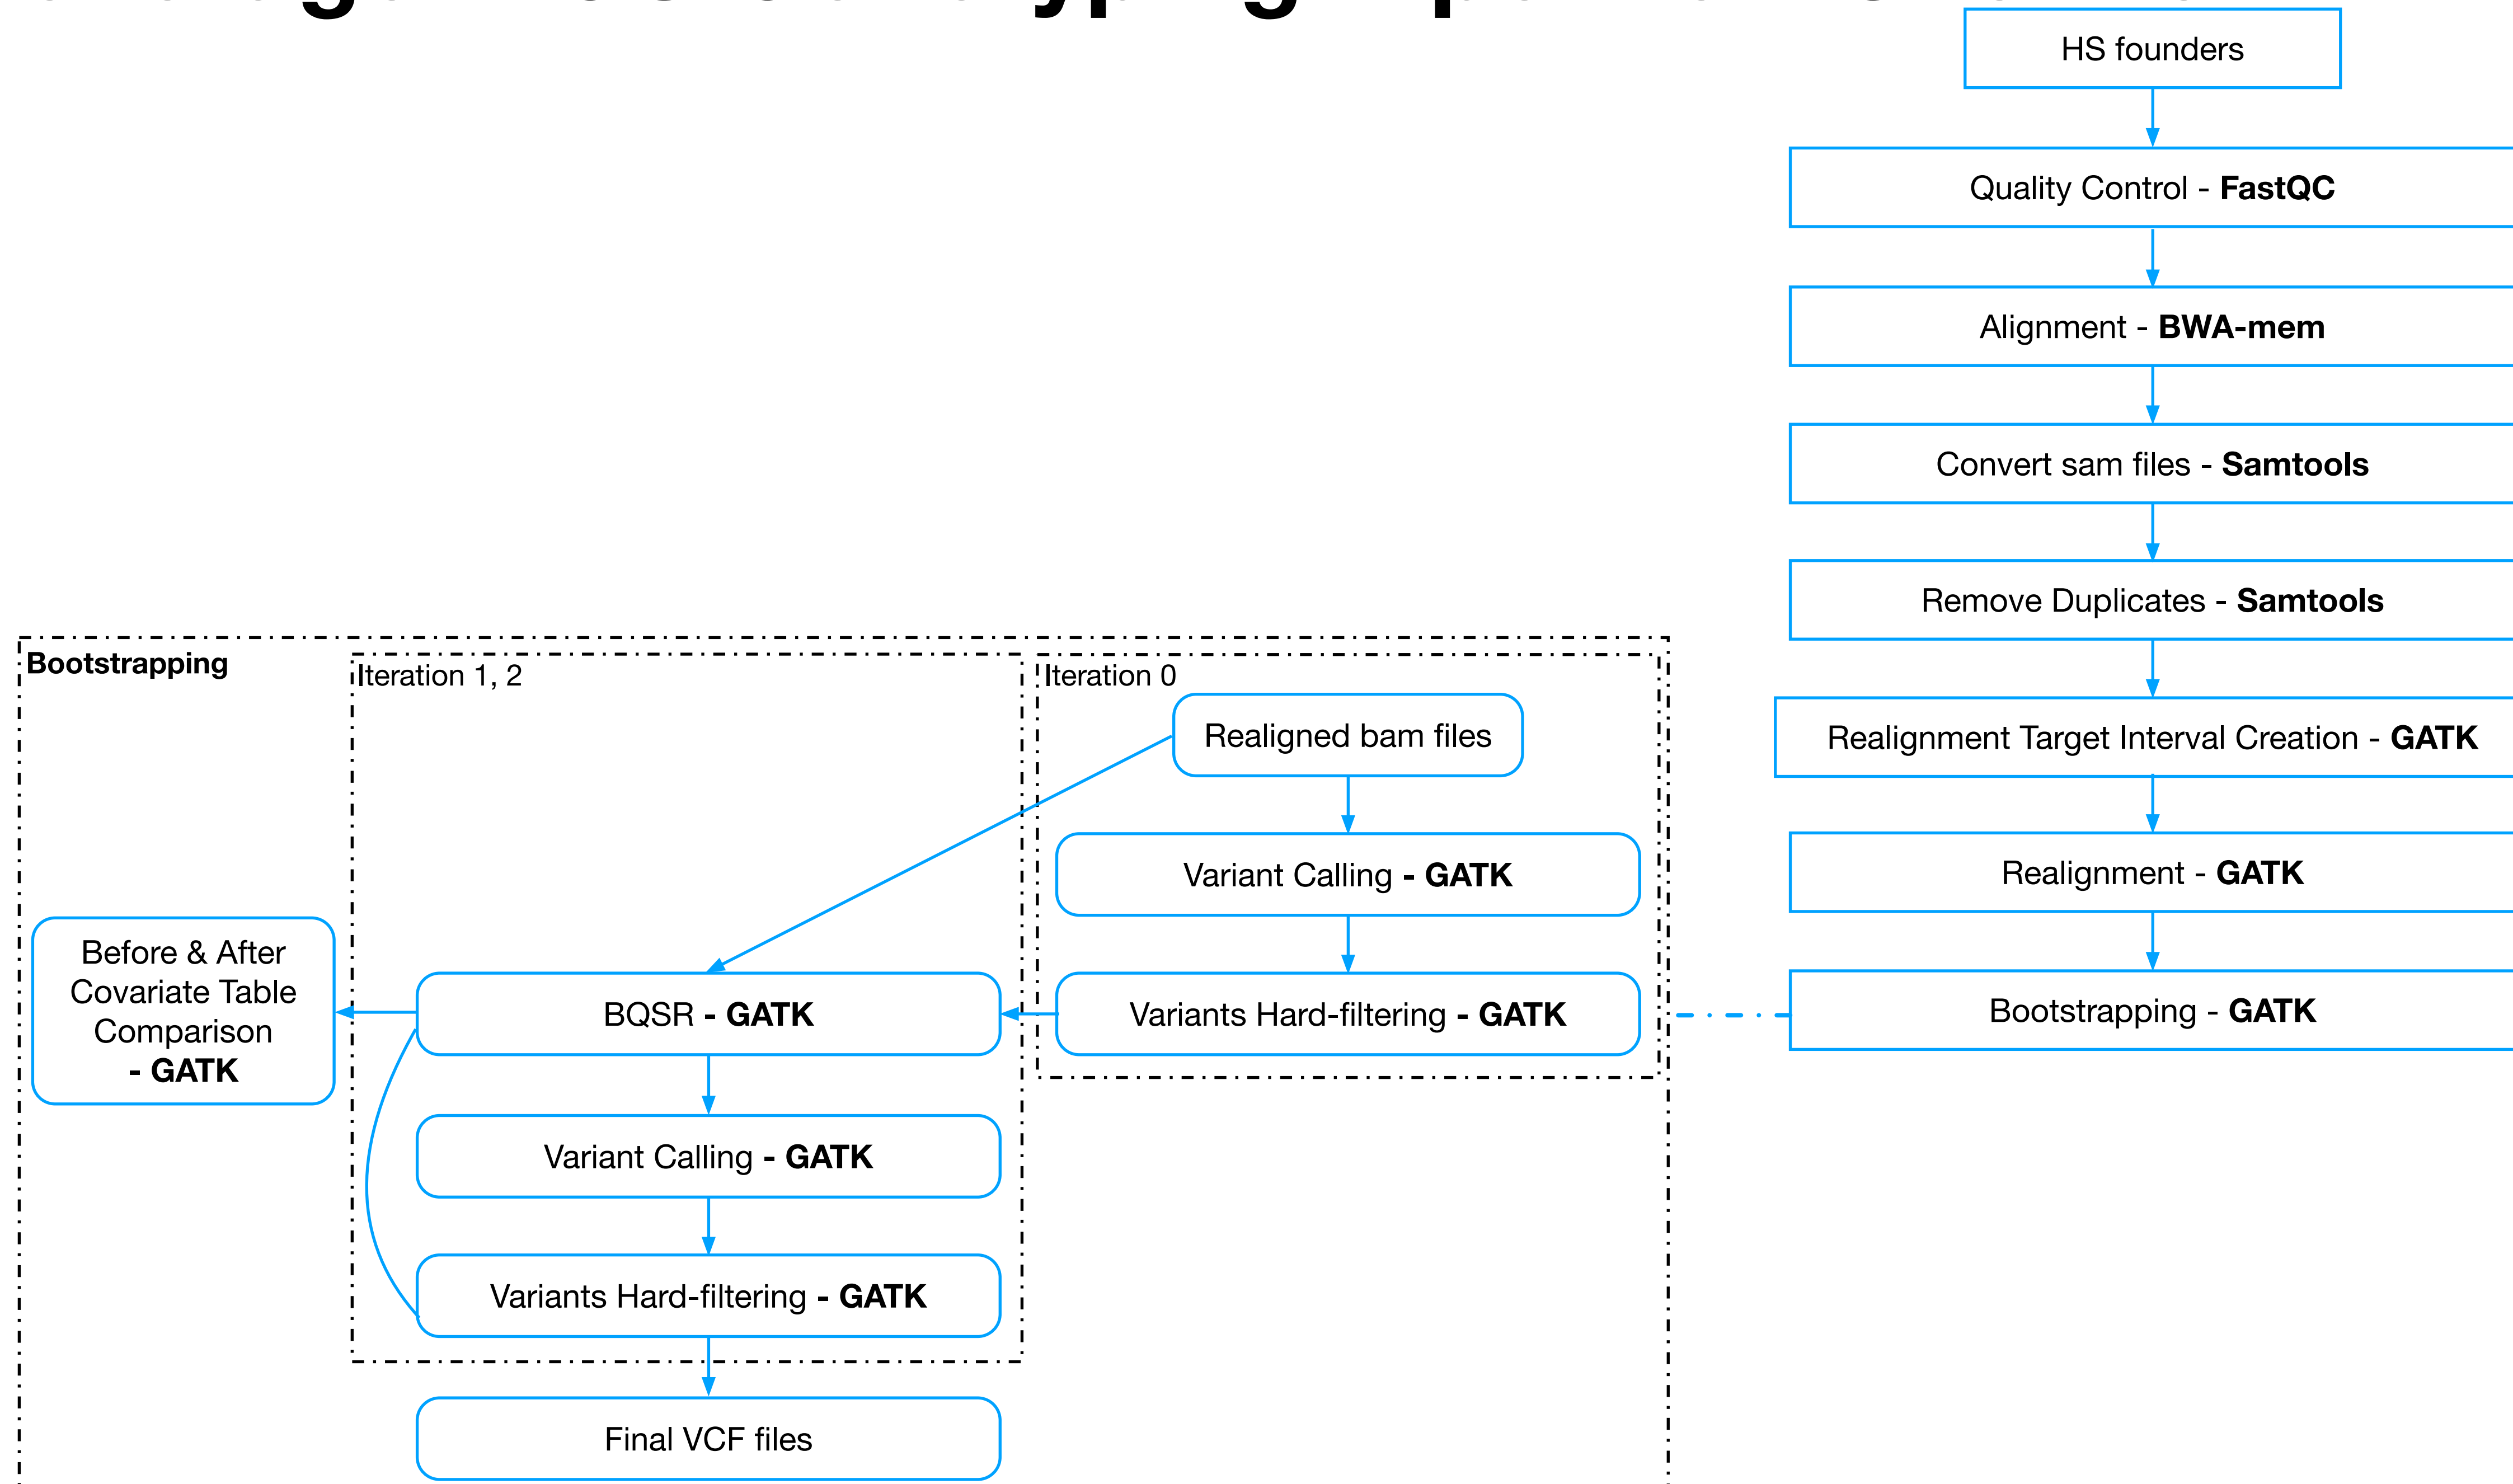 HS founders
Quality Control - FastQC
Alignment - BWA-mem
Convert sam files - Samtools
Remove Duplicates - Samtools
Realignment Target Interval Creation - GATK
Realignment - GATK
Bootstrapping - GATK
Bootstrapping
Iteration 1, 2
Iteration 0
Realigned bam files
Variant Calling - GATK
Variants Hard-filtering - GATK
BQSR - GATK
Before & After
Covariate Table
Comparison
- GATK
Variant Calling - GATK
Variants Hard-filtering - GATK
Final VCF files